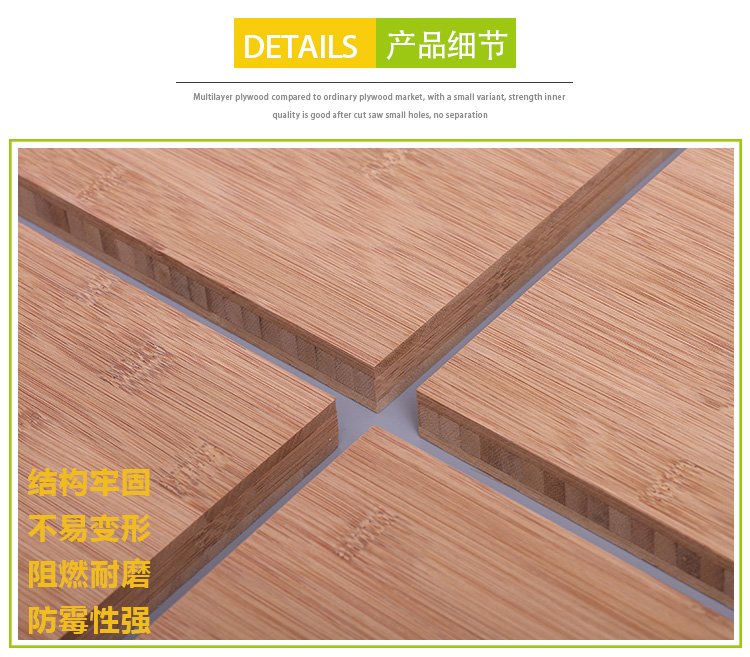 DETAILS 产品细节
Multilayer plywood compared to ordinary plywood market, with a small variant, strength inner
quality is good after cut saw small holes, no separation
结构牢固
不易变形
阻燃耐磨
防霉性强